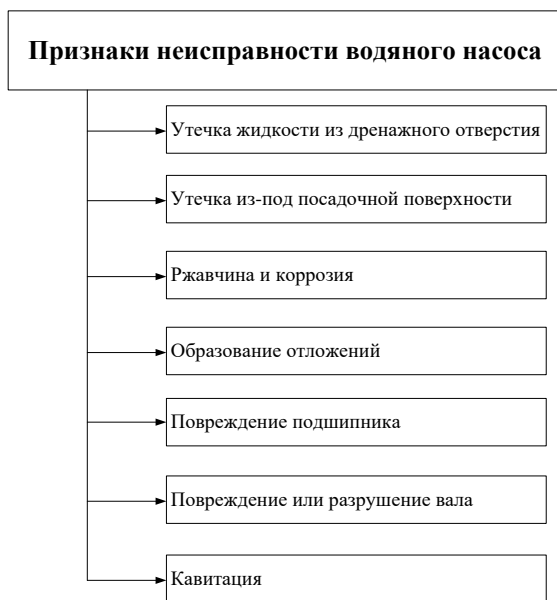 Признаки неисправности водяного насоса
Утечка жидкости из дренажного отверстия
Утечка из-под посадочной поверхности
Ржавчина и коррозия
Образование отложений
Повреждение подшипника
Повреждение или разрушение вала
Кавитация